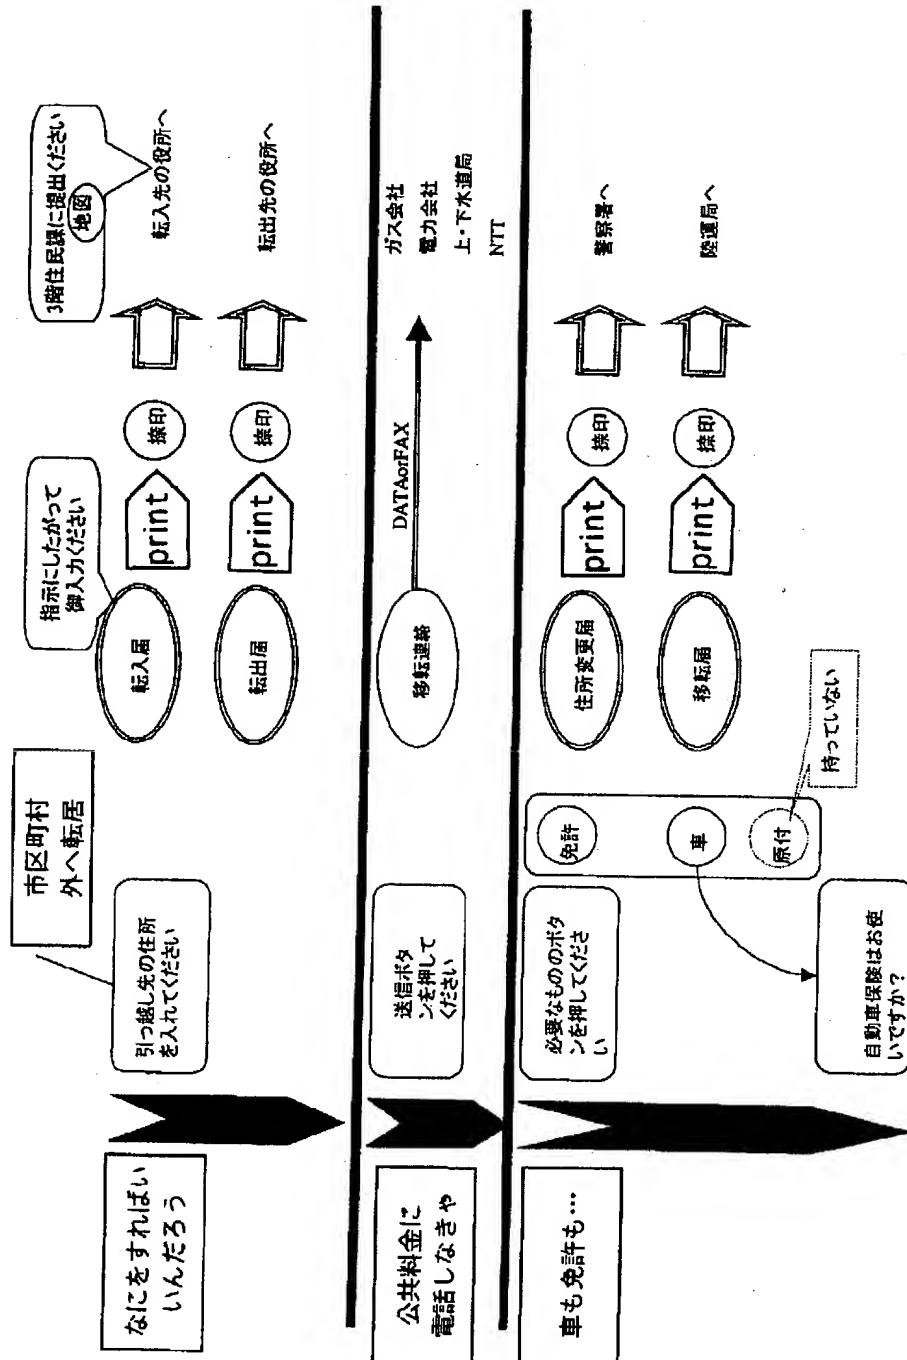 市区町村
外へ転居
なにをすればい
いんだろう
引っ越し先の住所
を入れてください
指示にしたがって
御入力ください
3階住民課に提出ください
地図
転入届
print
捺印
転入先の役所へ
転出届
print
捺印
転出先の役所へ
公共料金に
電話しなきゃ
送信ボタ
ンを押して
ください
移転連絡
DATAorFAX
ガス会社
電力会社
上・下水道局
NTT
車も免許も…
必要なもののボタ
ンを押してくださ
い
免許
車
原付
持っていない
住所変更届
print
捺印
警察署へ
移転届
print
捺印
陸運局へ
自動車保険はお使
いですか?